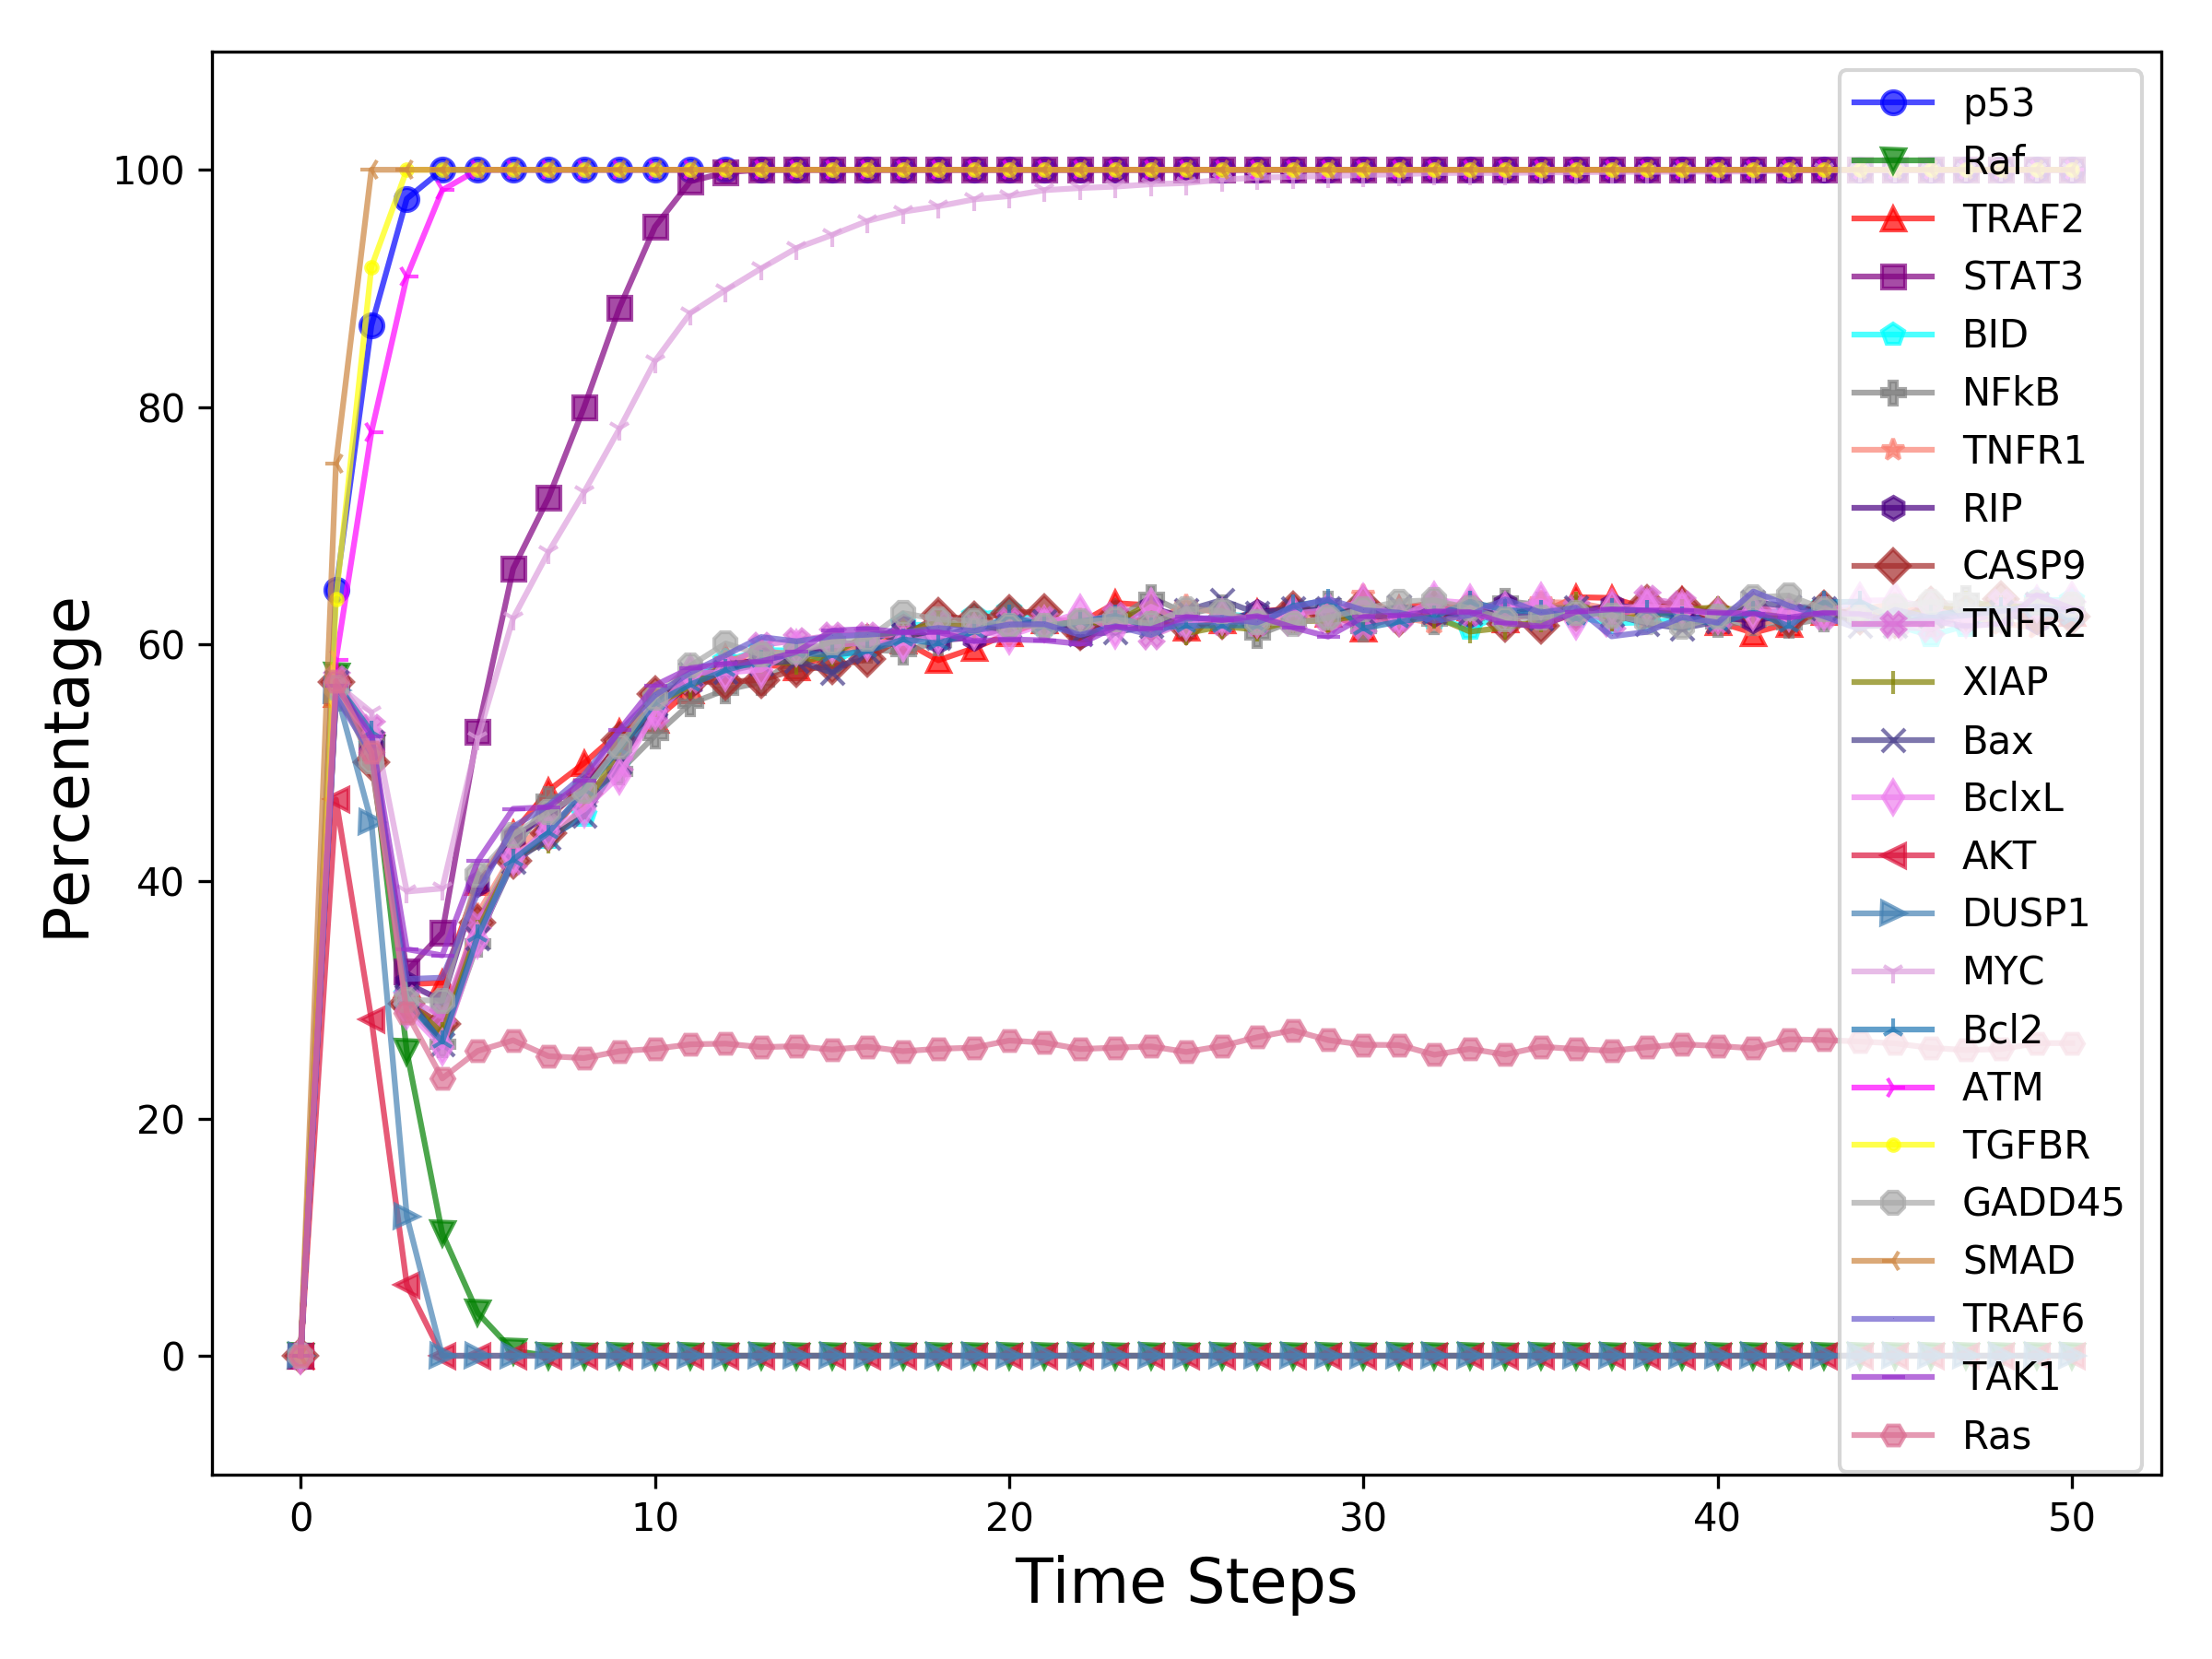 Percentage
100
80
60
40
20
0
0 10 20 30 40 50
Time Steps
p53
Raf
TRAF2
STAT3
BID
NFkB
TNFR1
RIP
CASP9
TNFR2
XIAP
Bax
BclxL
AKT
DUSP1
MYC
Bcl2
ATM
TGFBR
GADD45
SMAD
TRAF6
TAK1
Ras